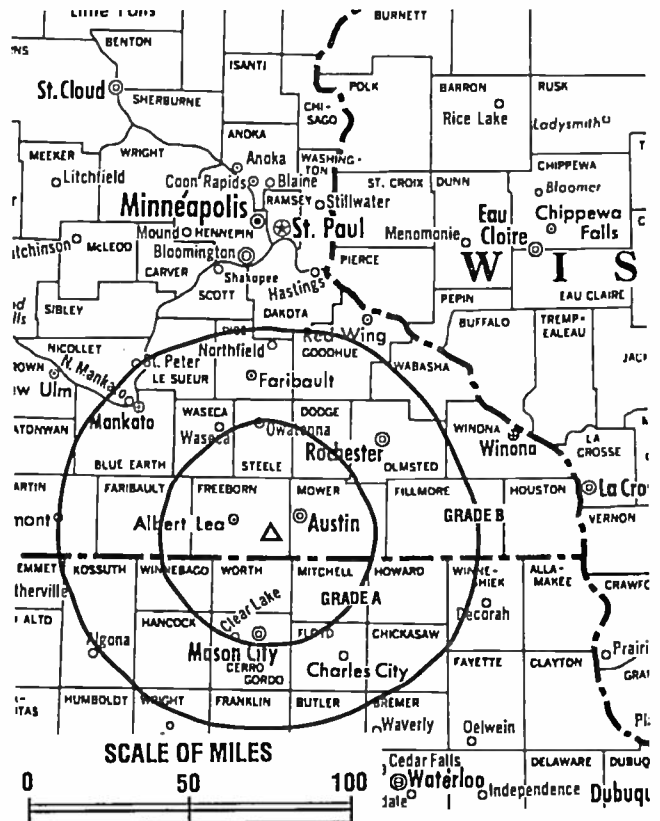 BURNETT
BENTON
ISANTI
St. Cloud
SHERBURNE
CHI-
SAGO
POLK
BARRON
Rice Lake
RUSK
Ladysmith
ANOKA
MEEKER
WRIGHT
Anoka
WASHING-
TON
CHIPPEWA
Litchfield
Coon Rapids
Blaine
ST. CROIX
DUNN
Bloomer
RAMSEY
Stillwater
Minneapolis
St. Paul
Eau
Claire
Chippewa
Falls
Mound
HENNEPIN
Menomonie
McLEOD
Bloomington
PIERCE
W I S
CARVER
Shakopee
Hastings
SCOTT
PEPIN
EAU CLAIRE
SIBLEY
DAKOTA
BUFFALO
TREMP-
EALEAU
RICE
Red Wing
NICOLLET
Northfield
GOODHUE
St. Peter
WABASHA
N. Mankato
LE SUEUR
Faribault
Ulm
Mankato
WASECA
DODGE
Waseca
Owatonna
WINONA
LA
CROSSE
Rochester
Winona
BLUE EARTH
STEELE
OLMSTED
FARIBAULT
FREEBORN
MOWER
FILLMORE
HOUSTON
Albert Lea
Austin
GRADE B
VERNON
EMMET
KOSSUTH
WINNEBAGO
WORTH
MITCHELL
HOWARD
WINNE-
SHIEK
ALLA-
MAKEE
GRADE A
Decorah
HANCOCK
Clear Lake
FLOYD
CHICKASAW
Algona
Mason City
CERRO
GORDO
Charles City
FAYETTE
CLAYTON
HUMBOLDT
WRIGHT
FRANKLIN
BUTLER
BREMER
Waverly
Oelwein
SCALE OF MILES
Cedar Falls
DELAWARE
0 50 100
Waterloo
Independence